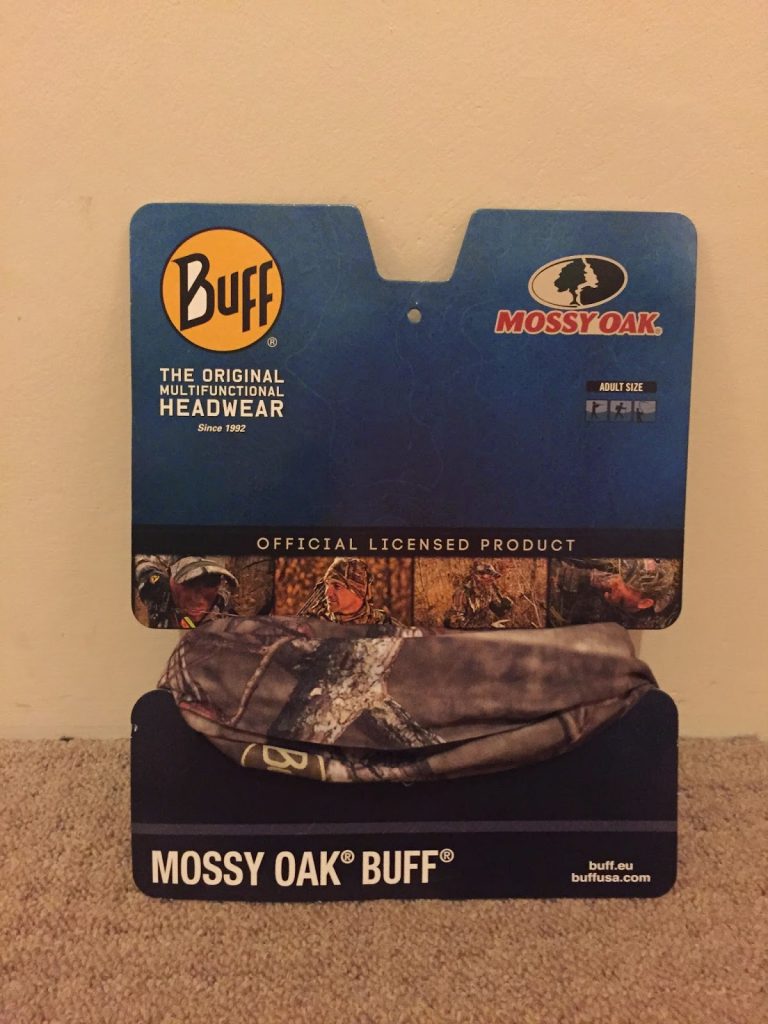 BUFF
®
THE ORIGINAL
MULTIFUNCTIONAL
HEADWEAR
Since 1992
MOSSY OAK®
ADULT SIZE
OFFICIAL LICENSED PRODUCT
MOSSY OAK® BUFF®
buff.eu
buffusa.com